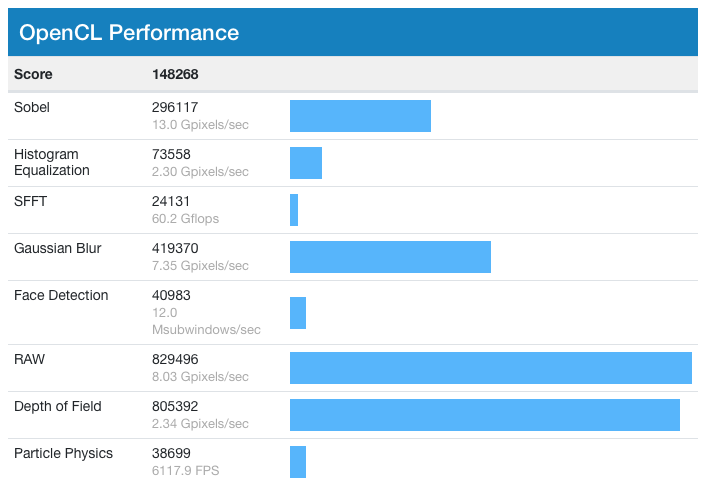 OpenCL Performance
Score 148268
Sobel 296117
13.0 Gpixels/sec
Histogram Equalization 73558
2.30 Gpixels/sec
SFFT 24131
60.2 Gflops
Gaussian Blur 419370
7.35 Gpixels/sec
Face Detection 40983
12.0
Msubwindows/sec
RAW 829496
8.03 Gpixels/sec
Depth of Field 805392
2.34 Gpixels/sec
Particle Physics 38699
6117.9 FPS